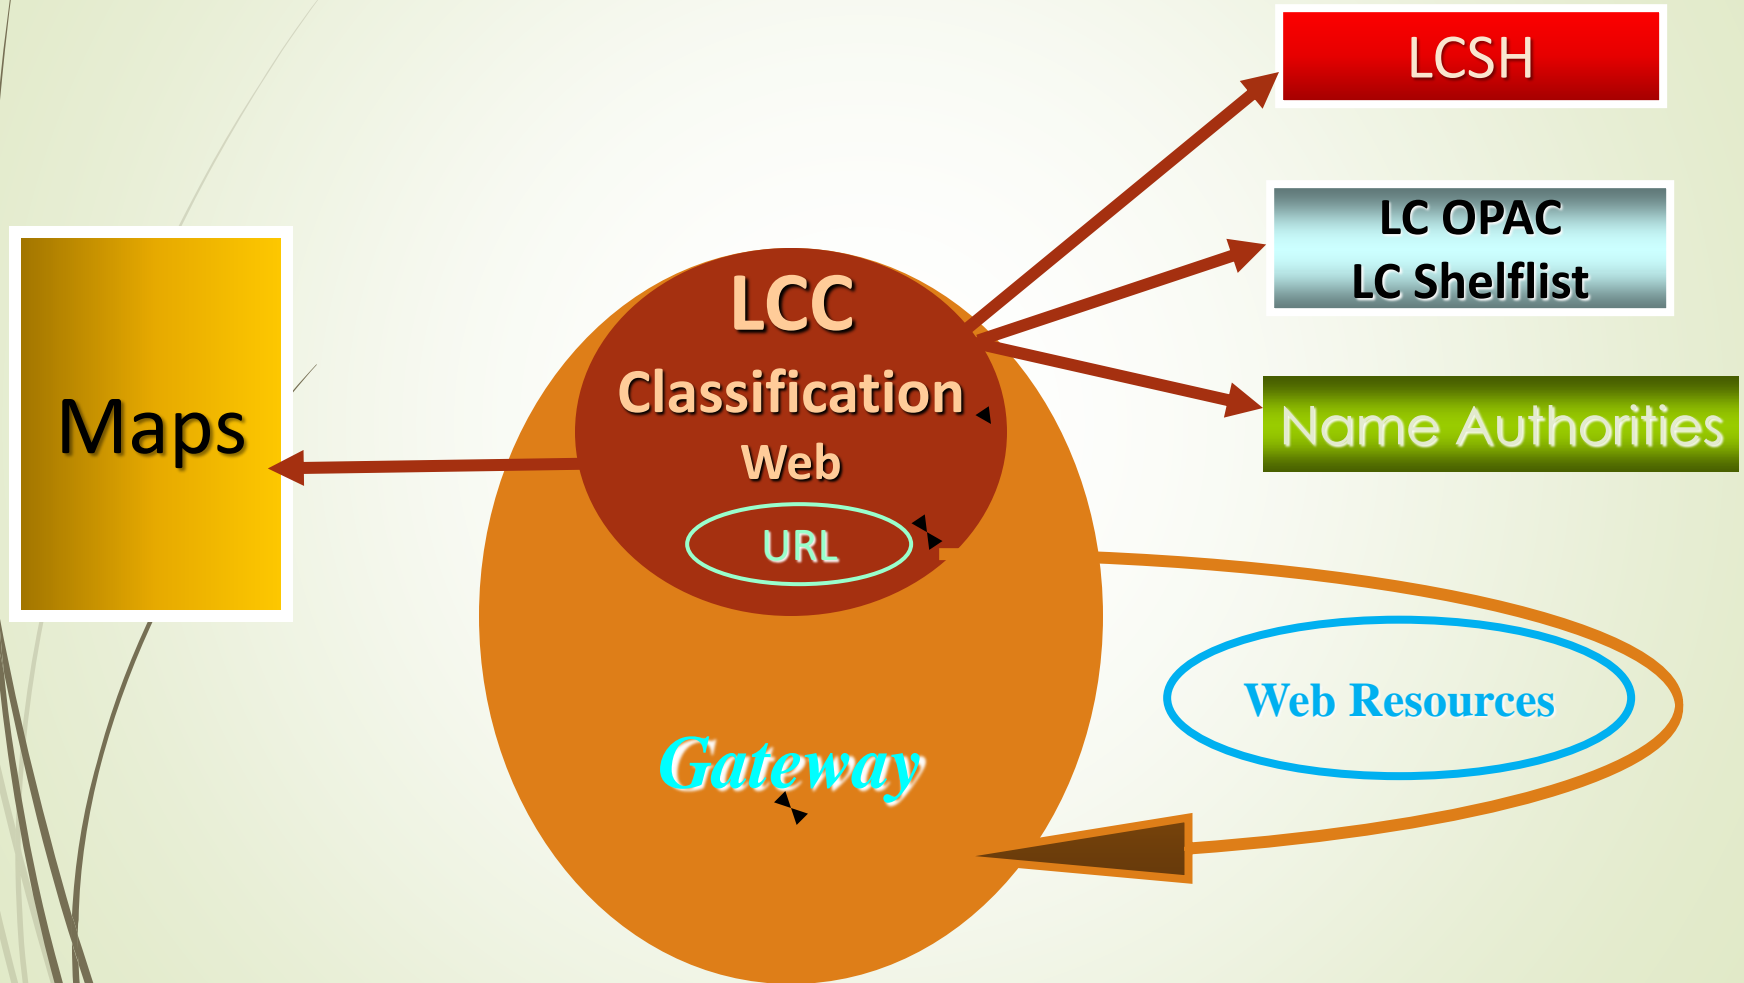 LCSH
LC OPAC
LC Shelflist
LCC
Classification
Web
URL
Maps
Name Authorities
Web Resources
Gateway